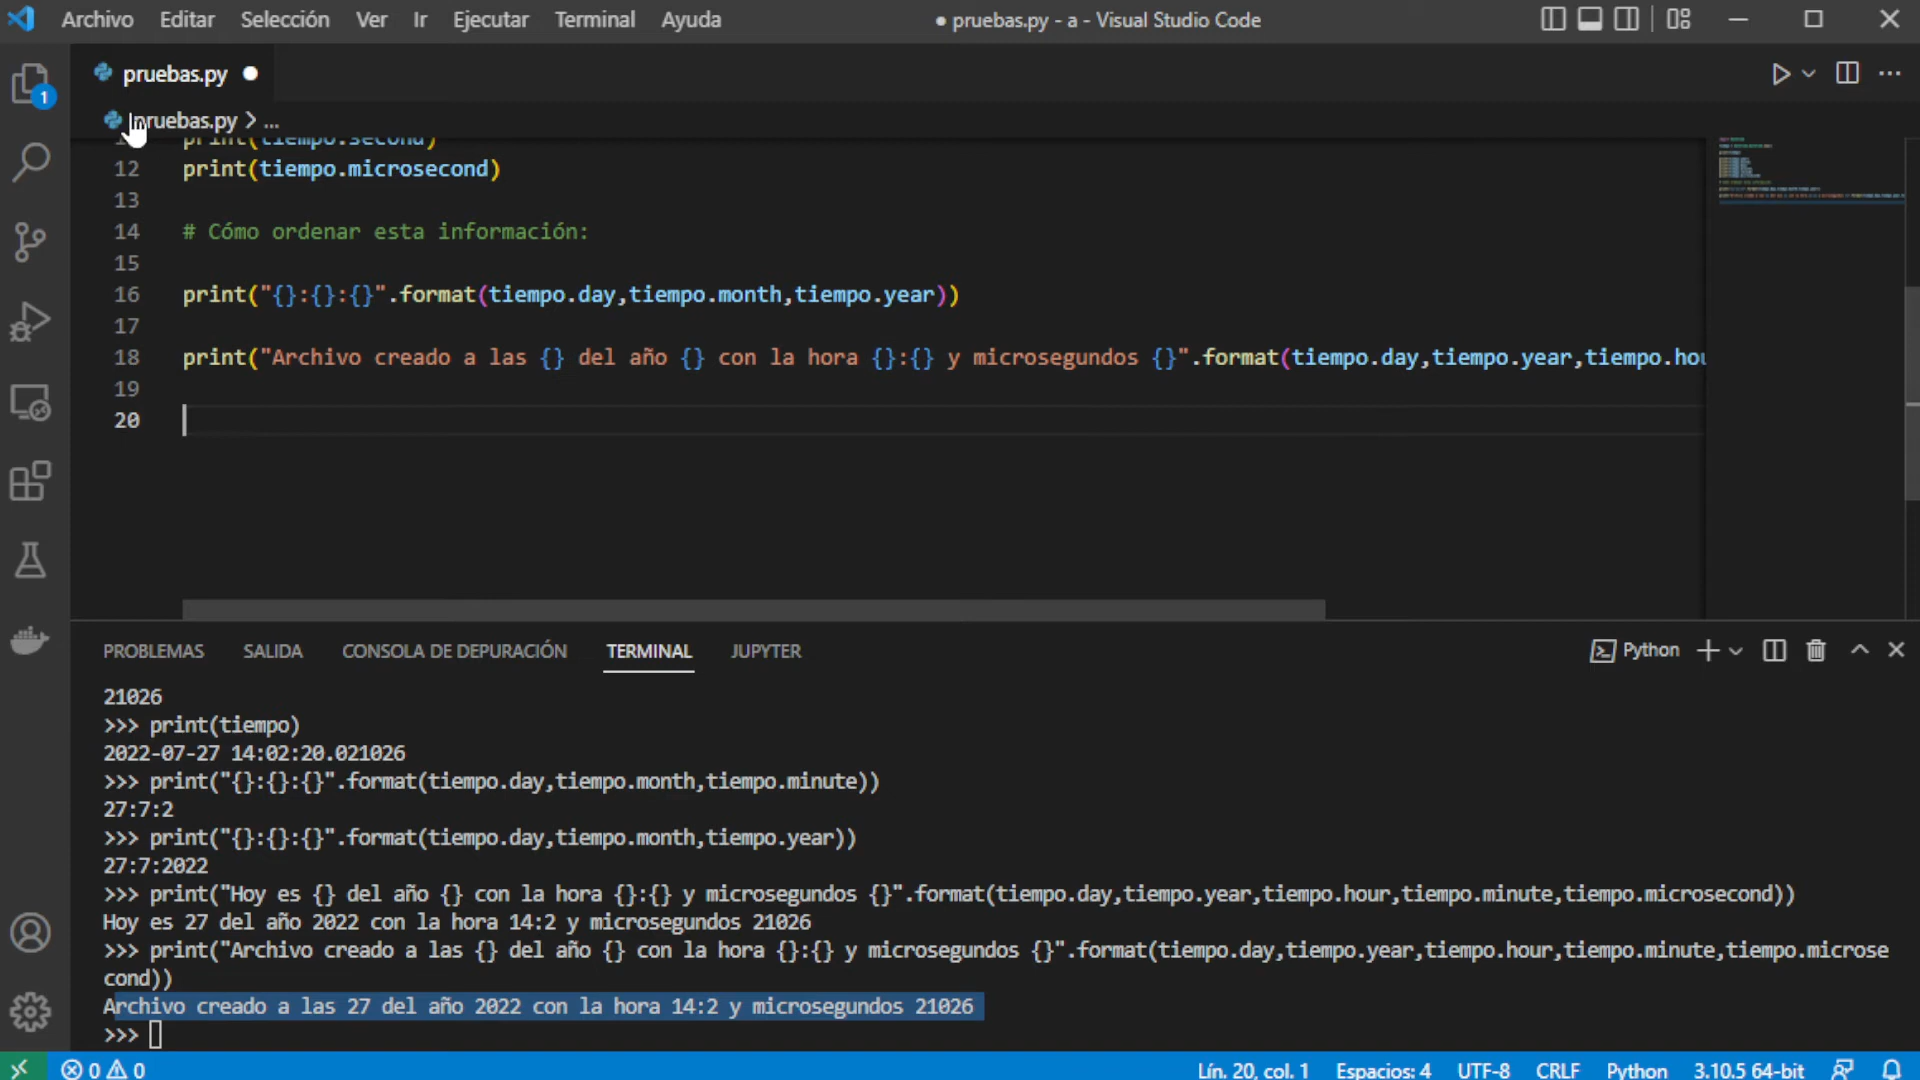 Archivo Editar Selección Ver Ir Ejecutar Terminal Ayuda
● pruebas.py - a - Visual Studio Code
pruebas.py
1
pruebas.py > ...
print(tiempo.second)
12 print(tiempo.microsecond)
13
14 # Cómo ordenar esta información:
15
16 print("{}:{}:{}".format(tiempo.day,tiempo.month,tiempo.year))
17
18 print("Archivo creado a las {} del año {} con la hora {}:{} y microsegundos {}".format(tiempo.day,tiempo.year,tiempo.hou
19
20
PROBLEMAS SALIDA CONSOLA DE DEPURACIÓN TERMINAL JUPYTER
Python
21026
>>> print(tiempo)
2022-07-27 14:02:20.021026
>>> print("{}:{}:{}".format(tiempo.day,tiempo.month,tiempo.minute))
27:7:2
>>> print("{}:{}:{}".format(tiempo.day,tiempo.month,tiempo.year))
27:7:2022
>>> print("Hoy es {} del año {} con la hora {}:{} y microsegundos {}".format(tiempo.day,tiempo.year,tiempo.hour,tiempo.minute,tiempo.microsecond))
Hoy es 27 del año 2022 con la hora 14:2 y microsegundos 21026
>>> print("Archivo creado a las {} del año {} con la hora {}:{} y microsegundos {}".format(tiempo.day,tiempo.year,tiempo.hour,tiempo.minute,tiempo.microse
cond))
Archivo creado a las 27 del año 2022 con la hora 14:2 y microsegundos 21026
>>>
0 0
Lín. 20, col. 1 Espacios: 4 UTF-8 CRLF Python 3.10.5 64-bit